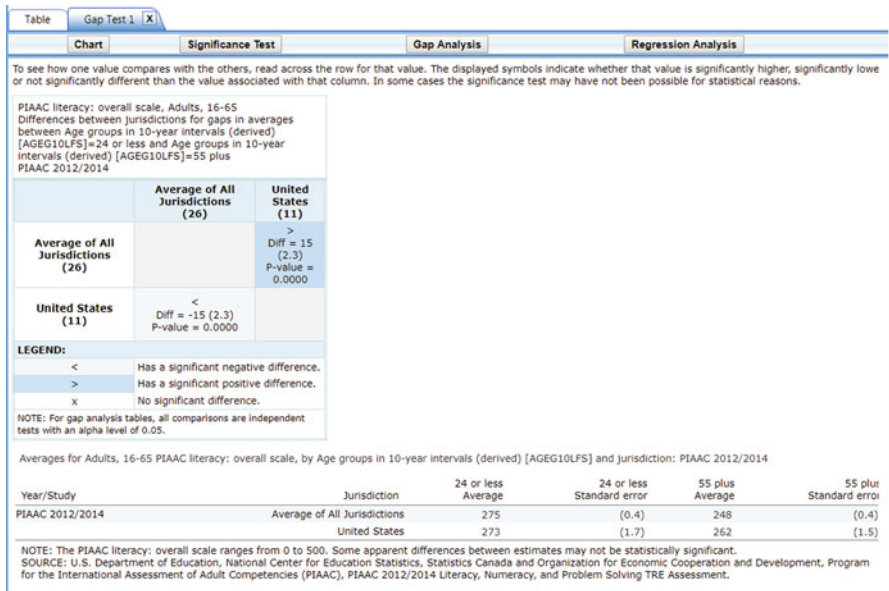 Table
Gap Test 1 X
Chart
Significance Test
Gap Analysis
Regression Analysis
To see how one value compares with the others, read across the row for that value. The displayed symbols indicate whether that value is significantly higher, significantly lowe
or not significantly different than the value associated with that column. In some cases the significance test may have not been possible for statistical reasons.
PIAAC literacy: overall scale, Adults, 16-65
Differences between jurisdictions for gaps in averages
between Age groups in 10-year intervals (derived)
[AGEG10LFS]=24 or less and Age groups in 10-year
intervals (derived) [AGEG10LFS]=55 plus
PIAAC 2012/2014
Average of All
Jurisdictions
(26)
United
States
(11)
Average of All
Jurisdictions
(26)
>
Diff = 15
(2.3)
P-value =
0.0000
United States
(11)
<
Diff = -15 (2.3)
P-value = 0.0000
LEGEND:
< Has a significant negative difference.
> Has a significant positive difference.
x No significant difference.
NOTE: For gap analysis tables, all comparisons are independent
tests with an alpha level of 0.05.
Averages for Adults, 16-65 PIAAC literacy: overall scale, by Age groups in 10-year intervals (derived) [AGEG10LFS] and jurisdiction: PIAAC 2012/2014
Year/Study
Jurisdiction
24 or less
Average
24 or less
Standard error
55 plus
Average
55 plus
Standard error
PIAAC 2012/2014 Average of All Jurisdictions 275 (0.4) 248 (0.4)
United States 273 (1.7) 262 (1.5)
NOTE: The PIAAC literacy: overall scale ranges from 0 to 500. Some apparent differences between estimates may not be statistically significant.
SOURCE: U.S. Department of Education, National Center for Education Statistics, Statistics Canada and Organization for Economic Cooperation and Development, Program
for the International Assessment of Adult Competencies (PIAAC), PIAAC 2012/2014 Literacy, Numeracy, and Problem Solving TRE Assessment.